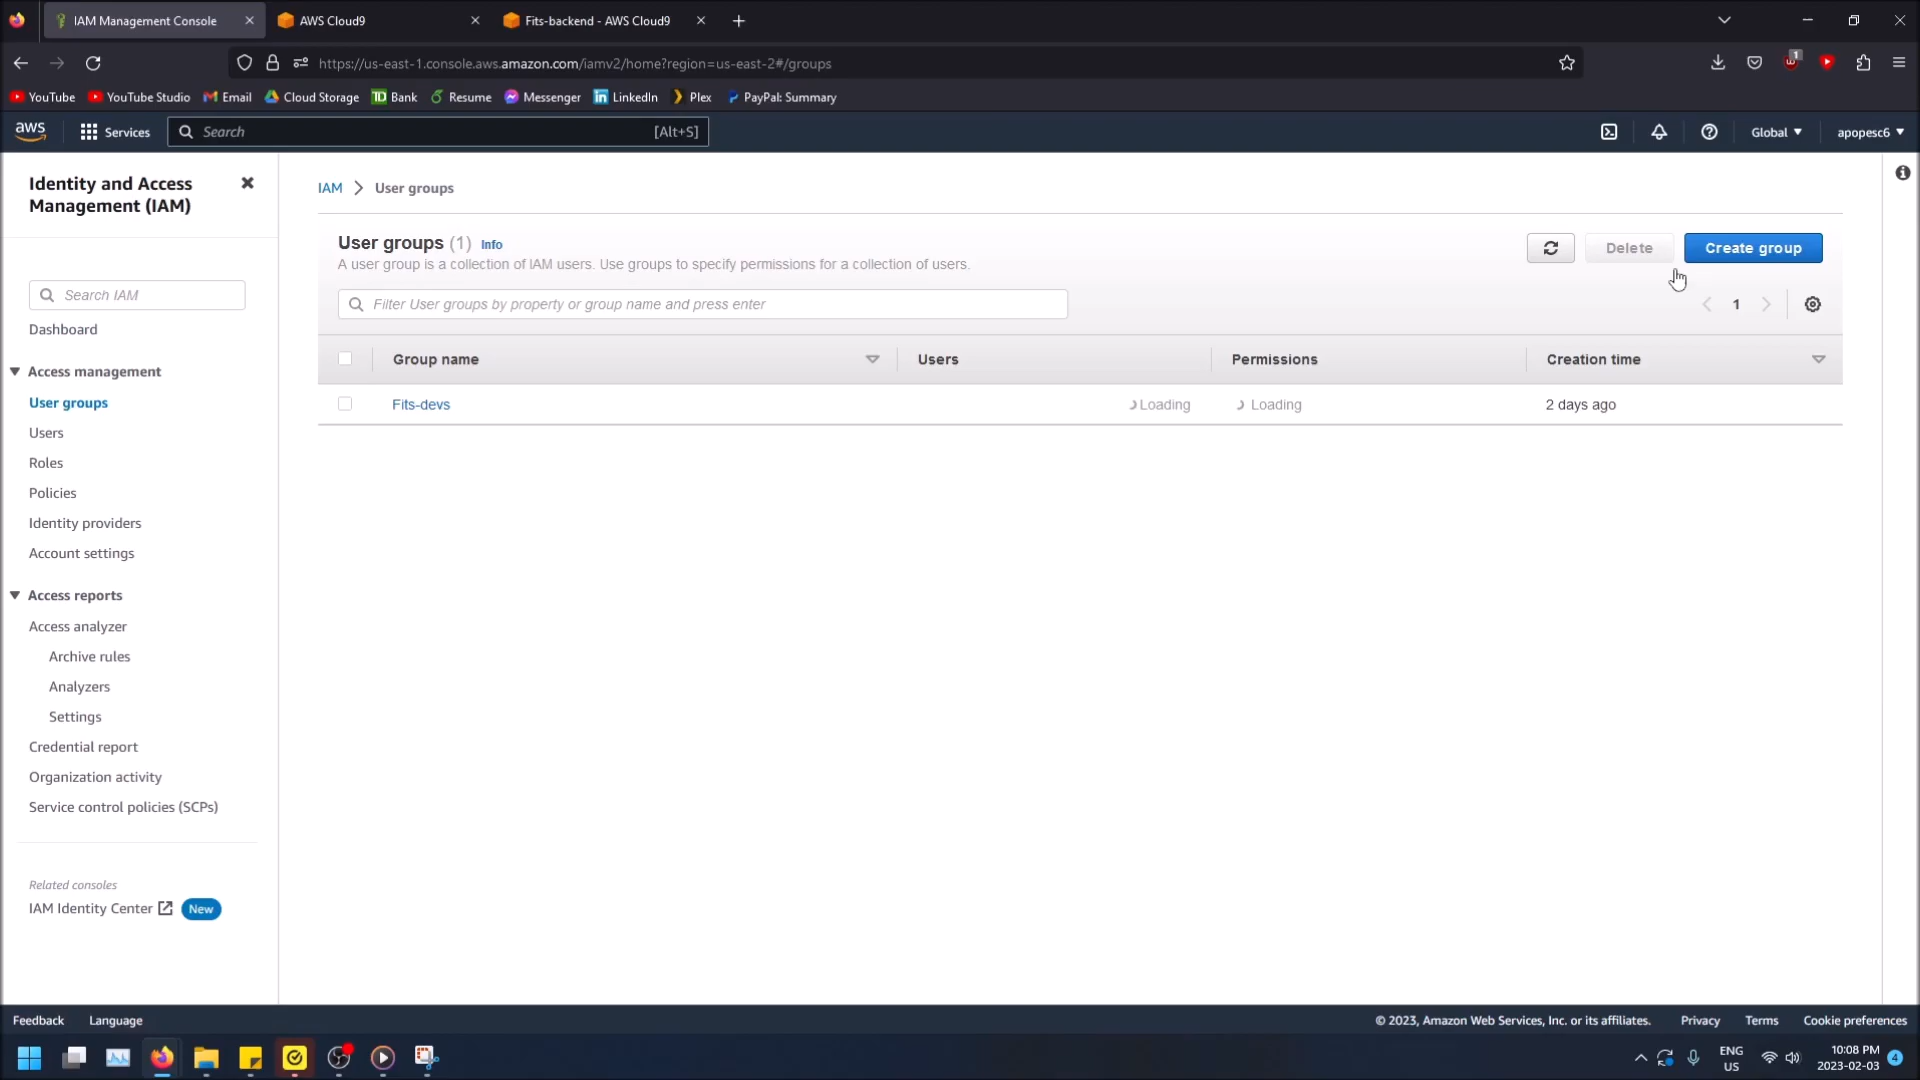 IAM Management Console
AWS Cloud9
Fits-backend - AWS Cloud9
https://us-east-1.console.aws.amazon.com/iamv2/home?region=us-east-2#/groups
1
YouTube
YouTube Studio
Email
Cloud Storage
TD Bank
Resume
Messenger
LinkedIn
Plex
PayPal: Summary
aws
Services
Search
[Alt+S]
Global
apopesc6
Identity and Access
Management (IAM)
Search IAM
Dashboard
Access management
User groups
Users
Roles
Policies
Identity providers
Account settings
Access reports
Access analyzer
Archive rules
Analyzers
Settings
Credential report
Organization activity
Service control policies (SCPs)
Related consoles
IAM Identity Center New
IAM > User groups
User groups (1) Info
A user group is a collection of IAM users. Use groups to specify permissions for a collection of users.
Delete
Create group
Filter User groups by property or group name and press enter
1
Group name Users Permissions Creation time
Fits-devs Loading Loading 2 days ago
Feedback Language
© 2023, Amazon Web Services, Inc. or its affiliates. Privacy Terms Cookie preferences
ENG
US
10:08 PM
2023-02-03
4